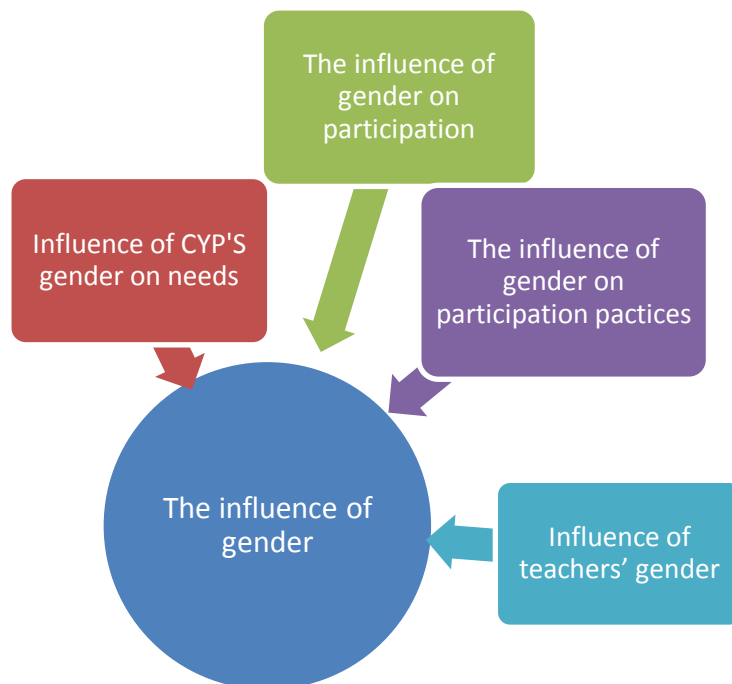 The influence of
gender on
participation
Influence of CYP'S
gender on needs
The influence of
gender on
participation pactices
The influence of
gender
Influence of
teachers’ gender